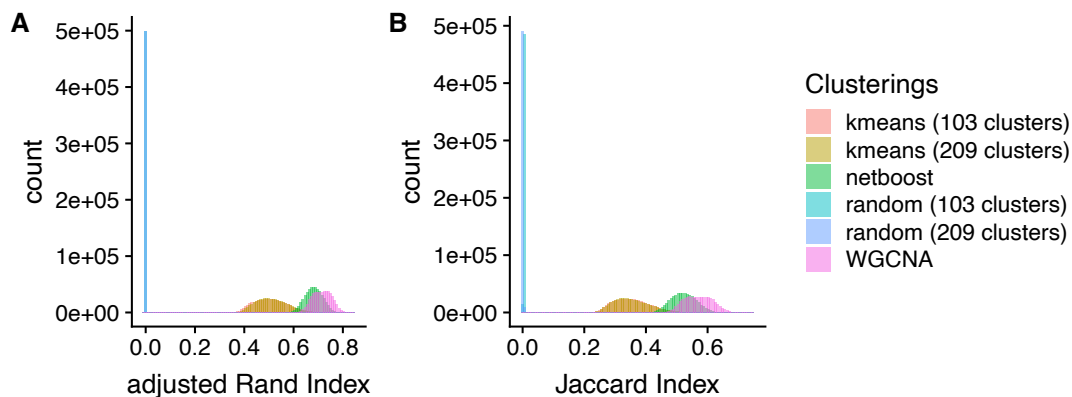 A
5e+05
4e+05
3e+05
2e+05
1e+05
0e+00
count
0.0 0.2 0.4 0.6 0.8
adjusted Rand Index
B
5e+05
4e+05
3e+05
2e+05
1e+05
0e+00
count
0.0 0.2 0.4 0.6
Jaccard Index
Clusterings
kmeans (103 clusters)
kmeans (209 clusters)
netboost
random (103 clusters)
random (209 clusters)
WGCNA